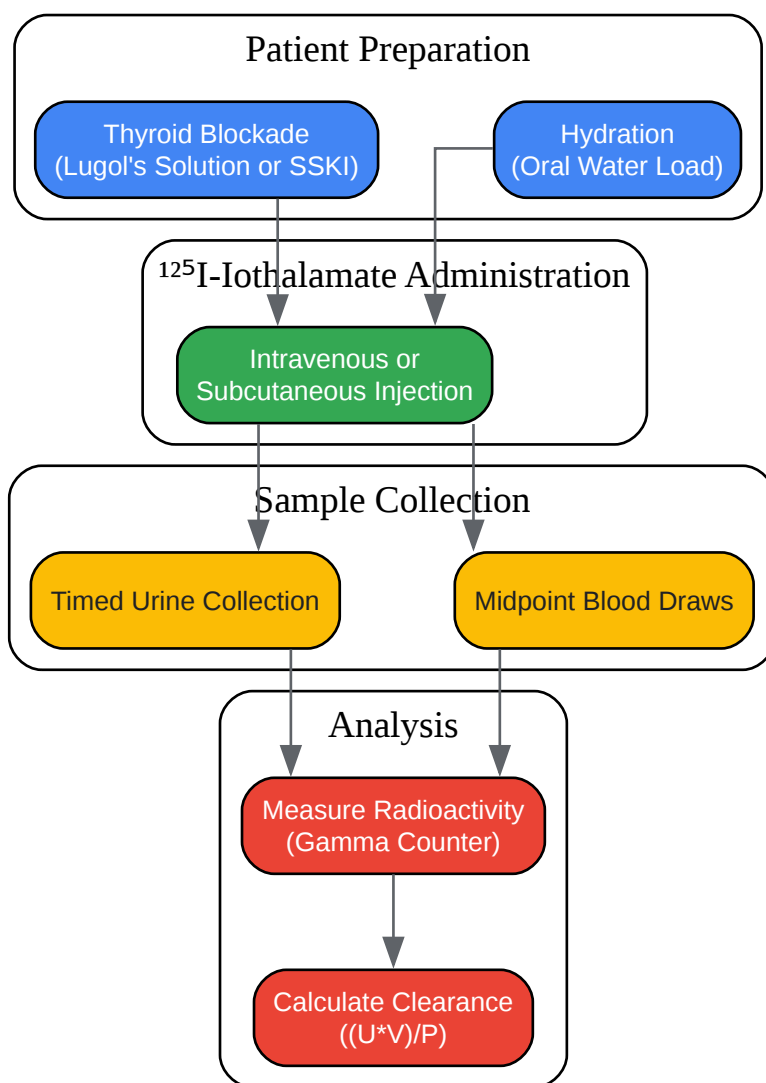 Patient Preparation
Thyroid Blockade
(Lugol's Solution or SSKI)
Hydration
(Oral Water Load)
¹²⁵I-Iothalamate Administration
Intravenous or
Subcutaneous Injection
Sample Collection
Timed Urine Collection
Midpoint Blood Draws
Analysis
Measure Radioactivity
(Gamma Counter)
Calculate Clearance
((U*V)/P)